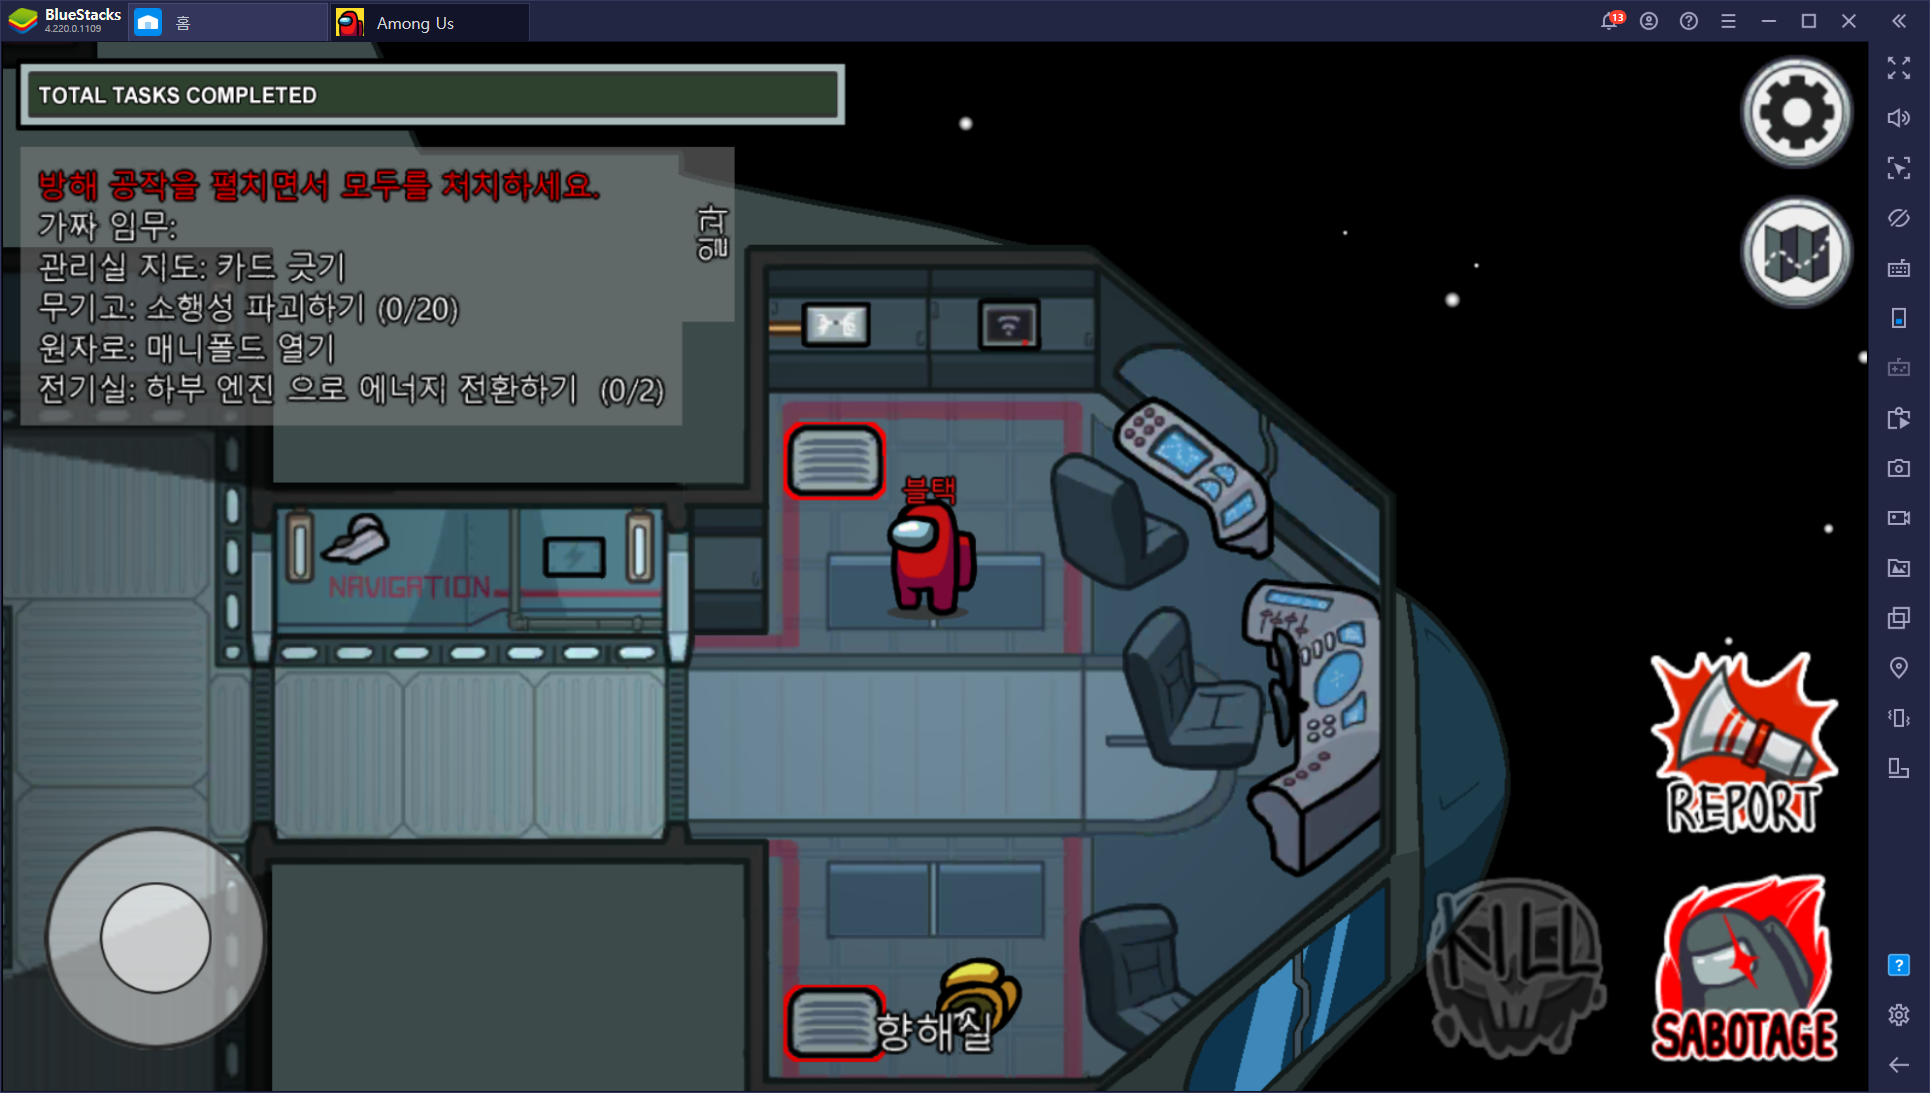 BlueStacks
4.220.0.1109
홈
Among Us
13
TOTAL TASKS COMPLETED
방해 공작을 펼치면서 모두를 처치하세요.
가짜 임무:
관리실 지도: 카드 긋기
무기고: 소행성 파괴하기 (0/20)
원자로: 매니폴드 열기
전기실: 하부 엔진 으로 에너지 전환하기 (0/2)
블택
NAVIGATION
향해실
REPORT
KILL
SABOTAGE